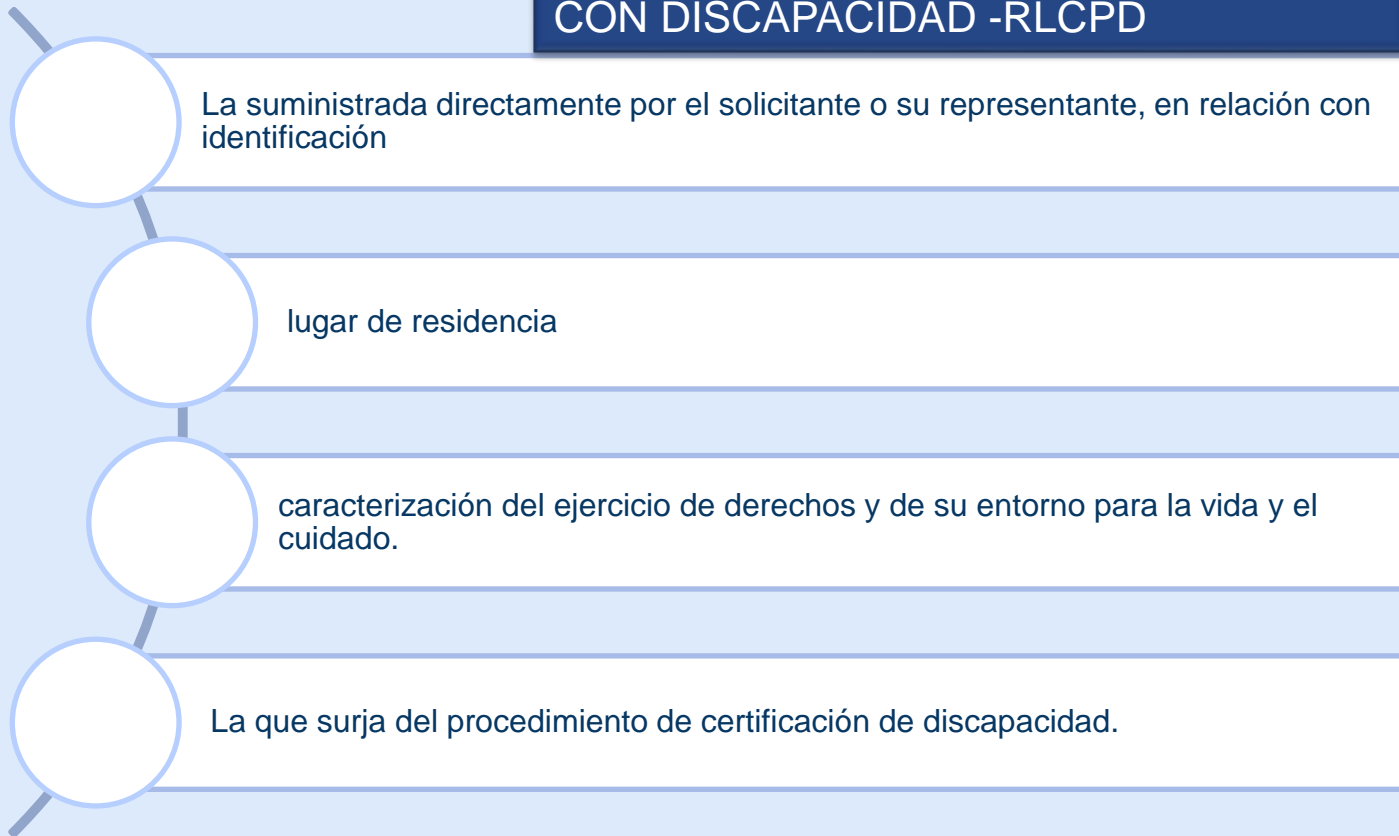 CON DISCAPACIDAD -RLCPD
La suministrada directamente por el solicitante o su representante, en relación con
identificación
lugar de residencia
caracterización del ejercicio de derechos y de su entorno para la vida y el
cuidado.
La que surja del procedimiento de certificación de discapacidad.